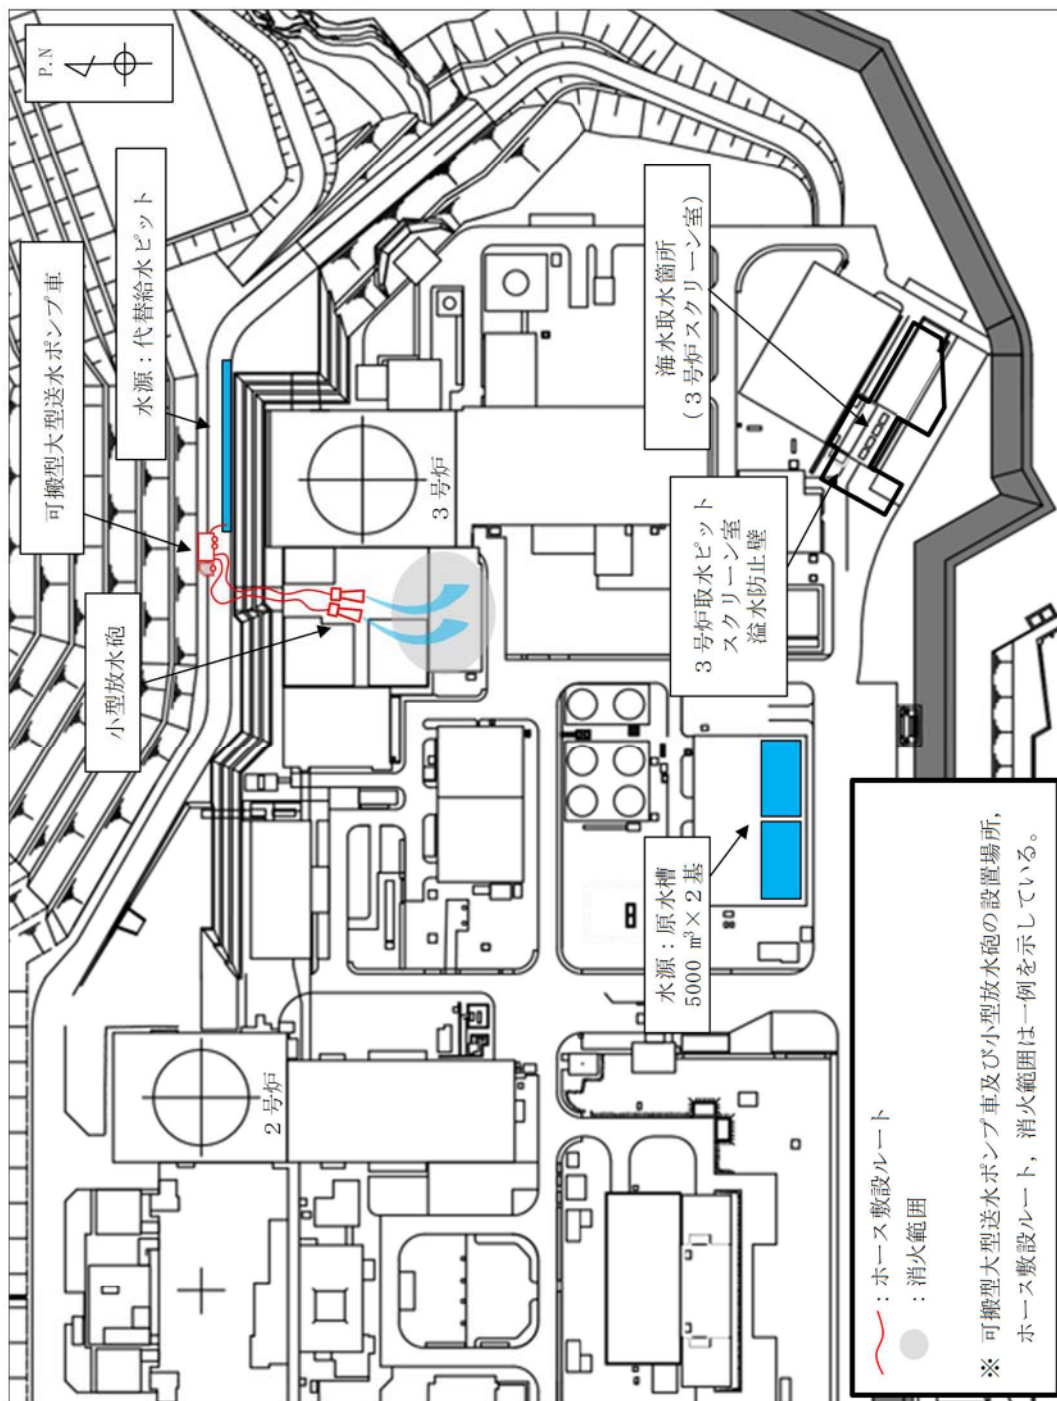 P.N
可搬型大型送水ポンプ車
水源：代替給水ピット
小型放水砲
3号炉
2号炉
海水取水箇所
(3号炉スクリーン室)
3号炉取水ピット
スクリーン室
溢水防止壁
水源：原水槽
5000 ㎥×2基
：ホース敷設ルート
：消火範囲
※ 可搬型大型送水ポンプ車及び小型放水砲の設置場所，
ホース敷設ルート，消火範囲は一例を示している。